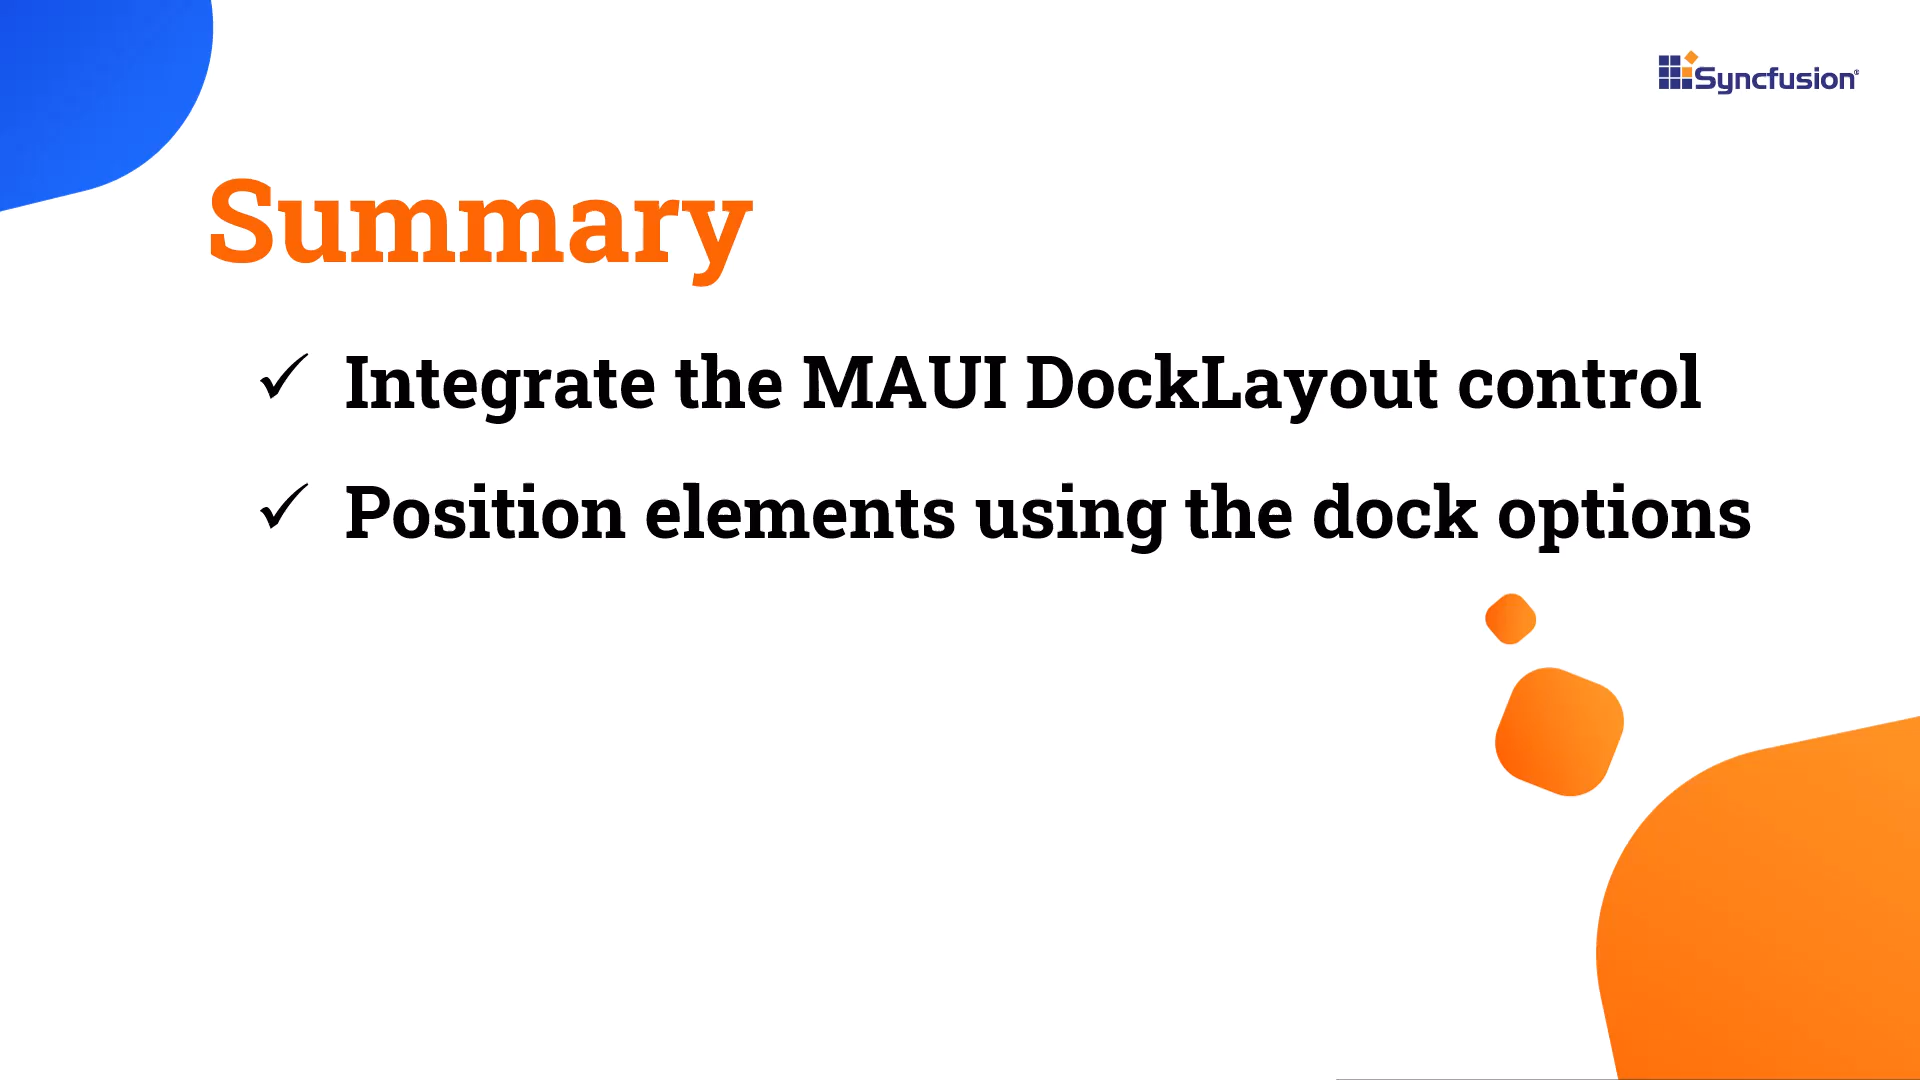 Syncfusion®
Summary
✓ Integrate the MAUI DockLayout control
✓ Position elements using the dock options